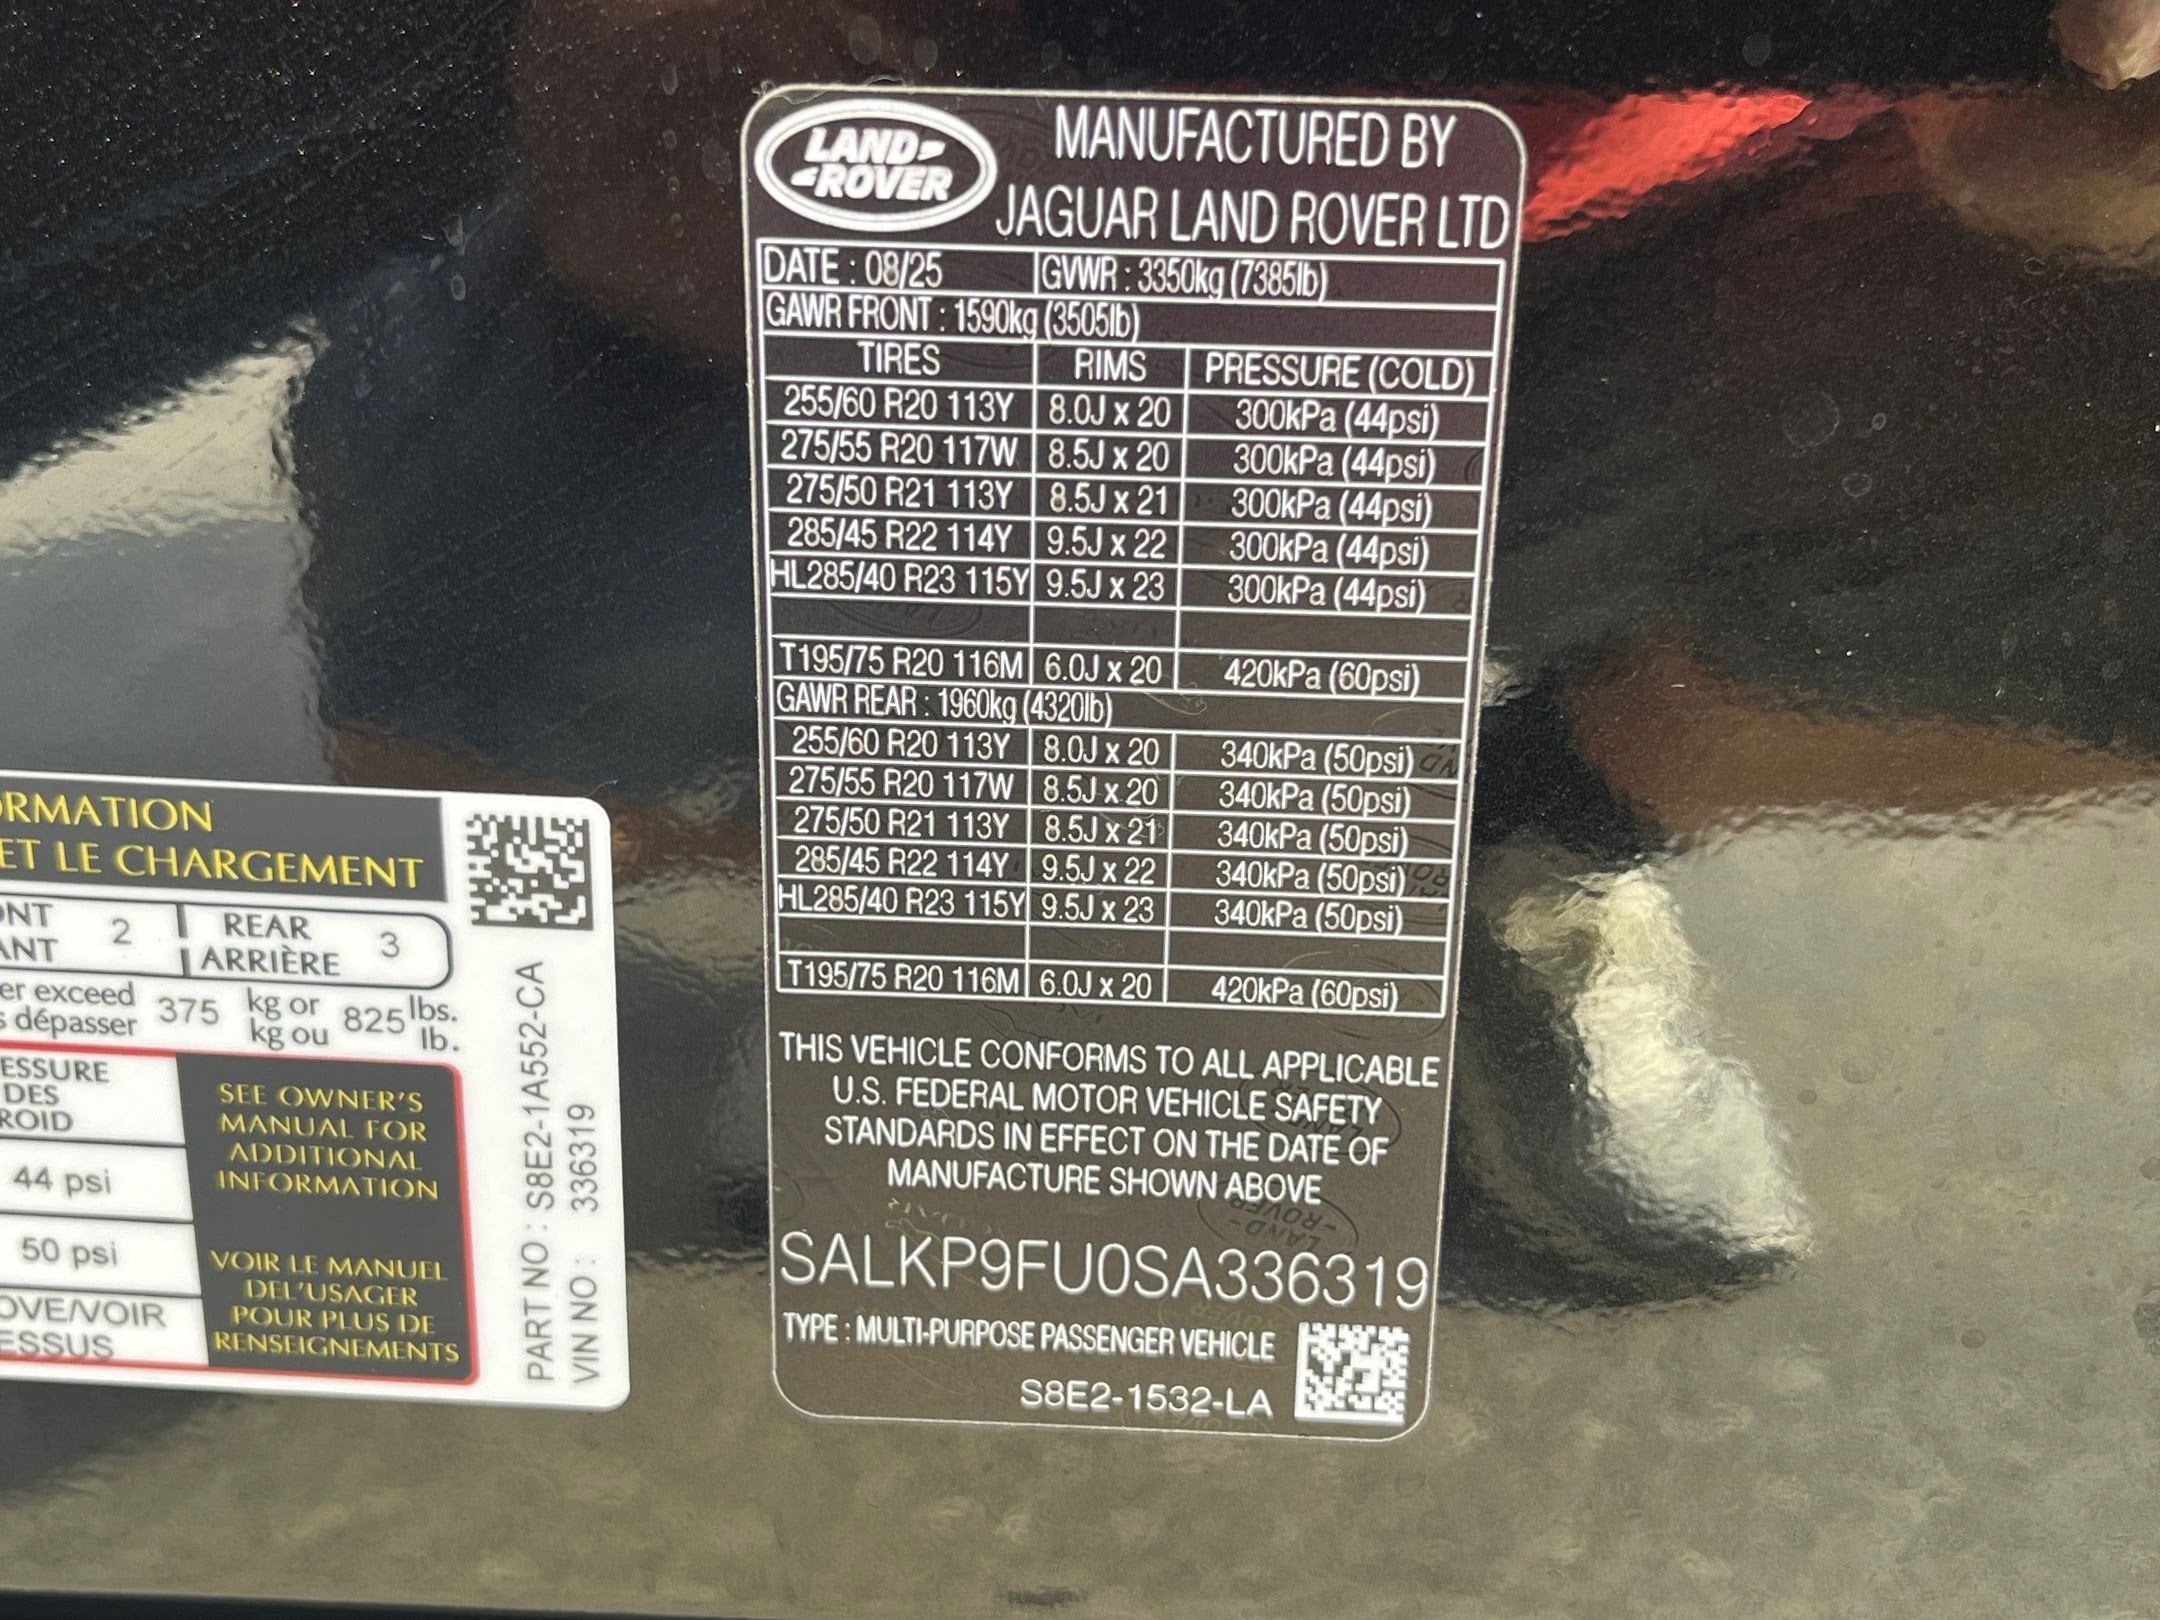 LAND-
-ROVER
MANUFACTURED BY
JAGUAR LAND ROVER LTD
DATE : 08/25 GVWR : 3350kg (7385lb)
GAWR FRONT : 1590kg (3505lb)
TIRES RIMS PRESSURE (COLD)
255/60 R20 113Y 8.0J x 20 300kPa (44psi)
275/55 R20 117W 8.5J x 20 300kPa (44psi)
275/50 R21 113Y 8.5J x 21 300kPa (44psi)
285/45 R22 114Y 9.5J x 22 300kPa (44psi)
HL285/40 R23 115Y 9.5J x 23 300kPa (44psi)
T195/75 R20 116M 6.0J x 20 420kPa (60psi)
GAWR REAR : 1960kg (4320lb)
255/60 R20 113Y 8.0J x 20 340kPa (50psi)
275/55 R20 117W 8.5J x 20 340kPa (50psi)
275/50 R21 113Y 8.5J x 21 340kPa (50psi)
285/45 R22 114Y 9.5J x 22 340kPa (50psi)
HL285/40 R23 115Y 9.5J x 23 340kPa (50psi)
T195/75 R20 116M 6.0J x 20 420kPa (60psi)
THIS VEHICLE CONFORMS TO ALL APPLICABLE
U.S. FEDERAL MOTOR VEHICLE SAFETY
STANDARDS IN EFFECT ON THE DATE OF
MANUFACTURE SHOWN ABOVE
SALKP9FU0SA336319
TYPE : MULTI-PURPOSE PASSENGER VEHICLE
S8E2-1532-LA
ORMATION
ET LE CHARGEMENT
ONT
ANT
2
REAR
ARRIÈRE
3
er exceed
s dépasser
375
kg or
kg ou
825
lbs.
lb.
ESSURE
DES
ROID
44 psi
50 psi
OVE/VOIR
ESSUS
SEE OWNER'S
MANUAL FOR
ADDITIONAL
INFORMATION
VOIR LE MANUEL
DEL'USAGER
POUR PLUS DE
RENSEIGNEMENTS
PART NO : S8E2-1A552-CA
VIN NO : 336319